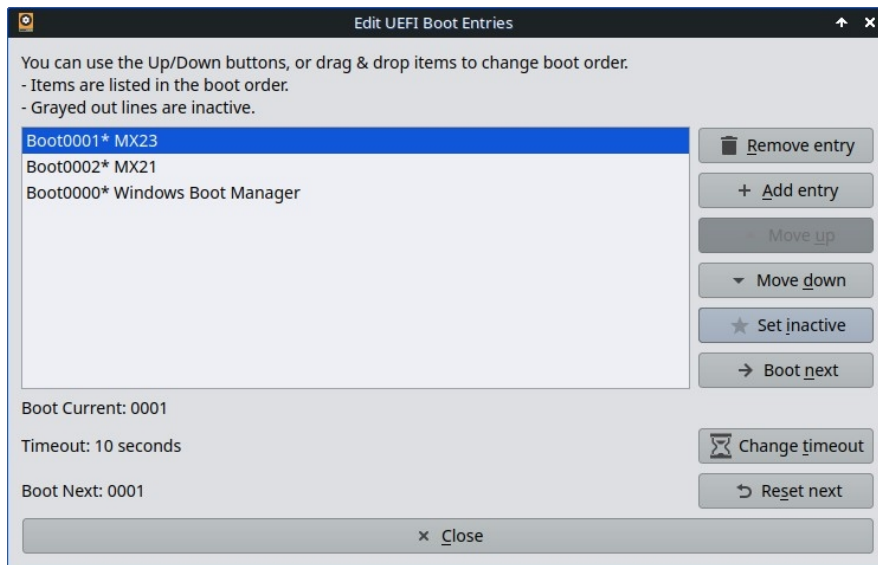 Edit UEFI Boot Entries
You can use the Up/Down buttons, or drag & drop items to change boot order.
- Items are listed in the boot order.
- Grayed out lines are inactive.
Boot0001* MX23
Boot0002* MX21
Boot0000* Windows Boot Manager
Remove entry
+ Add entry
Move up
Move down
Set inactive
Boot next
Boot Current: 0001
Timeout: 10 seconds
Change timeout
Boot Next: 0001
Reset next
Close